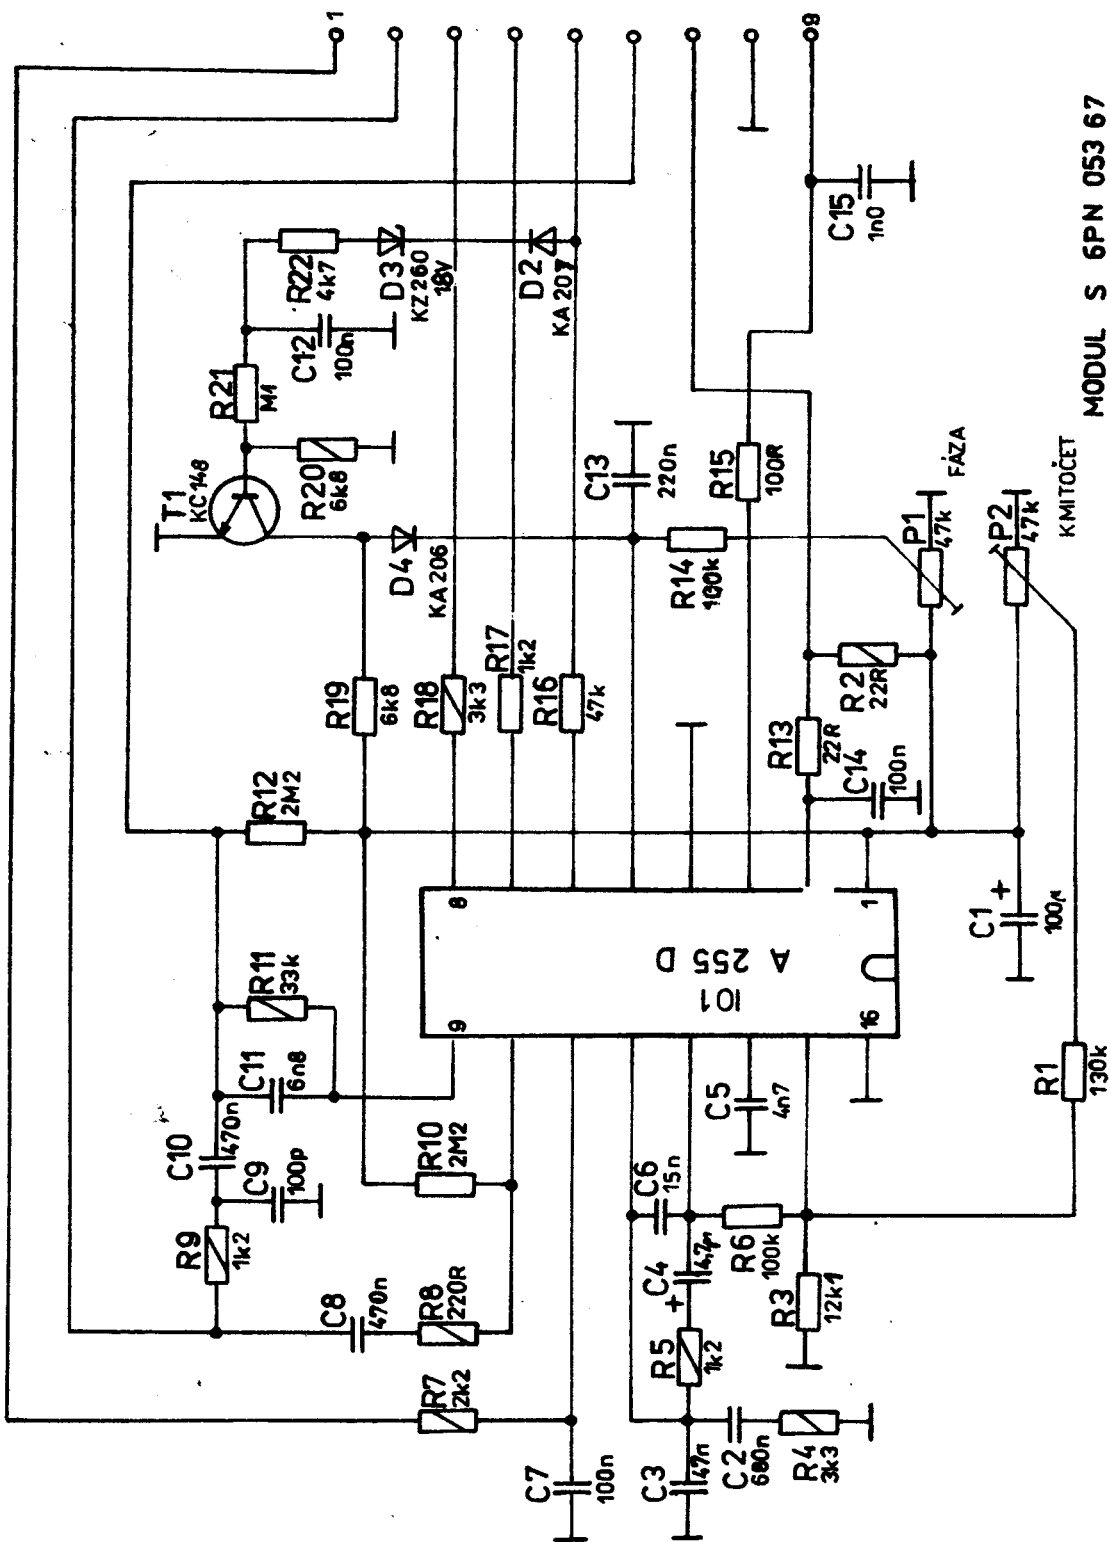 1
9
T1
KC148
R21
M1
R22
4k7
C12
100n
D3
KZ260
18V
D2
KA 207
R20
6k8
D4
KA 206
R19
6k8
R18
3k3
R17
1k2
R16
47k
C13
220n
R14
100k
R15
100R
C15
1n0
P1
47k
FÁZA
P2
47k
KMITOČET
R2
22R
R13
22R
C14
100n
R12
2M2
8
1
9
16
IO1
A 255 D
C1
+
100µ
R11
33k
C11
6n8
C10
470n
C9
100p
R9
1k2
R10
2M2
C8
470n
R8
220R
R7
2k2
C7
100n
C6
15n
C5
4n7
C4
+
R5
1k2
R6
100k
R3
12k1
C3
47n
C2
680n
R4
3k3
R1
130k
MODUL S 6PN 053 67